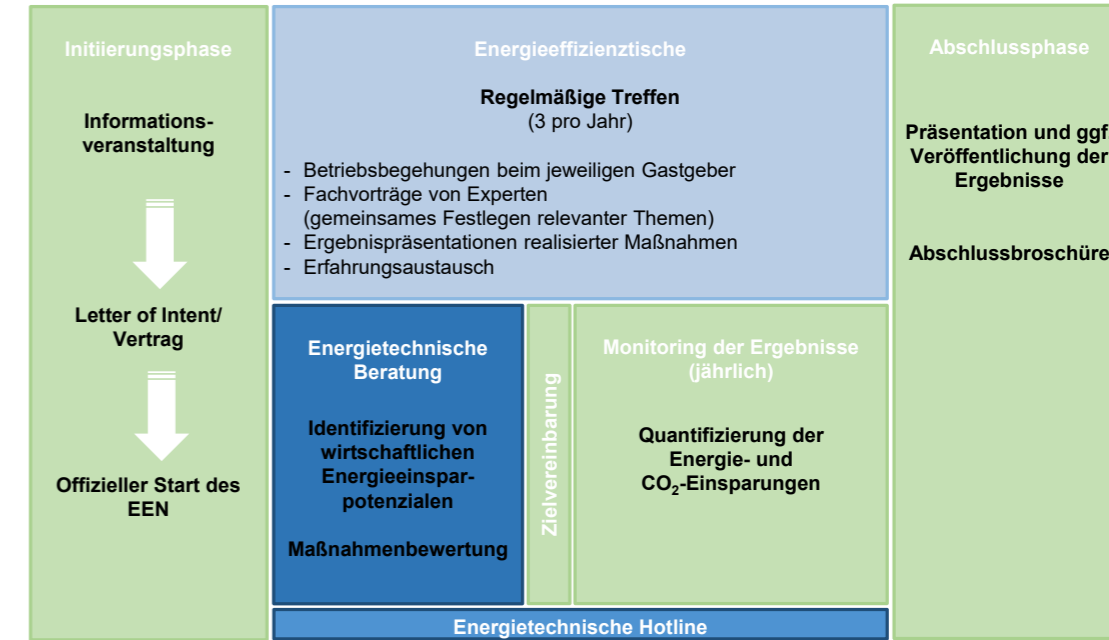 Initiierungsphase
Informations-
veranstaltung
Letter of Intent/
Vertrag
Offizieller Start des
EEN
Energieeffizienztische
Regelmäßige Treffen
(3 pro Jahr)
- Betriebsbegehungen beim jeweiligen Gastgeber
- Fachvorträge von Experten
(gemeinsames Festlegen relevanter Themen)
- Ergebnispräsentationen realisierter Maßnahmen
- Erfahrungsaustausch
Energietechnische
Beratung
Identifizierung von
wirtschaftlichen
Energieeinspar-
potenzialen
Maßnahmenbewertung
Zielvereinbarung
Monitoring der Ergebnisse
(jährlich)
Quantifizierung der
Energie- und
CO₂-Einsparungen
Energietechnische Hotline
Abschlussphase
Präsentation und ggf
Veröffentlichung der
Ergebnisse
Abschlussbroschüre